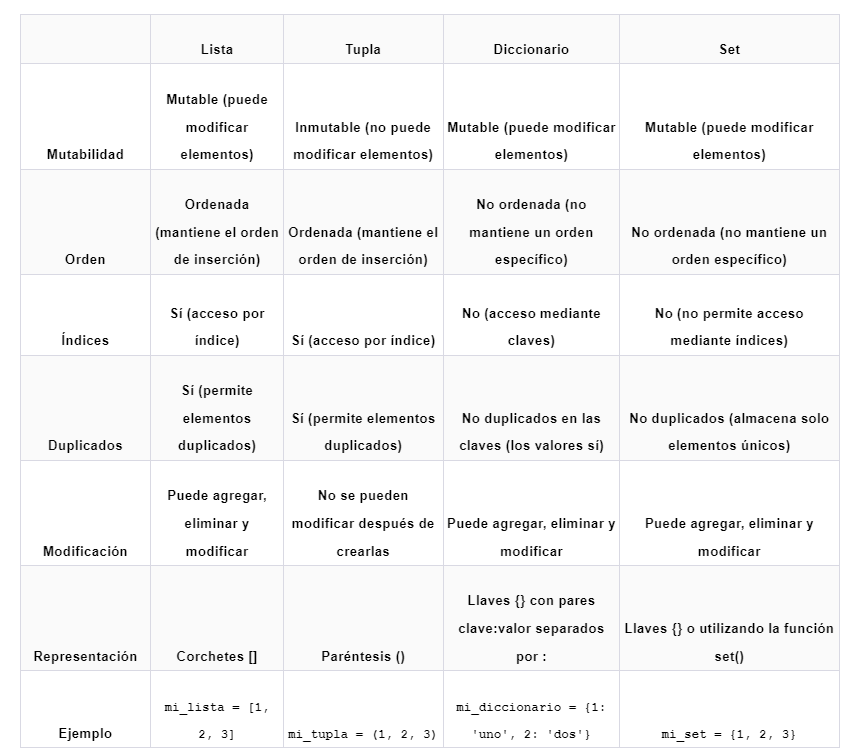 Lista Tupla Diccionario Set
Mutabilidad
Mutable (puede
modificar
elementos)
Inmutable (no puede
modificar elementos)
Mutable (puede modificar
elementos)
Mutable (puede modificar
elementos)
Orden
Ordenada
(mantiene el orden
de inserción)
Ordenada (mantiene el
orden de inserción)
No ordenada (no
mantiene un orden
específico)
No ordenada (no mantiene un
orden específico)
Índices
Sí (acceso por
índice)
Sí (acceso por índice)
No (acceso mediante
claves)
No (no permite acceso
mediante índices)
Duplicados
Sí (permite
elementos
duplicados)
Sí (permite elementos
duplicados)
No duplicados en las
claves (los valores sí)
No duplicados (almacena solo
elementos únicos)
Modificación
Puede agregar,
eliminar y
modificar
No se pueden
modificar después de
crearlas
Puede agregar, eliminar y
modificar
Puede agregar, eliminar y
modificar
Representación
Corchetes []
Paréntesis ()
Llaves {} con pares
clave:valor separados
por :
Llaves {} o utilizando la función
set()
Ejemplo
mi_lista = [1,
2, 3]
mi_tupla = (1, 2, 3)
mi_diccionario = {1:
'uno', 2: 'dos'}
mi_set = {1, 2, 3}